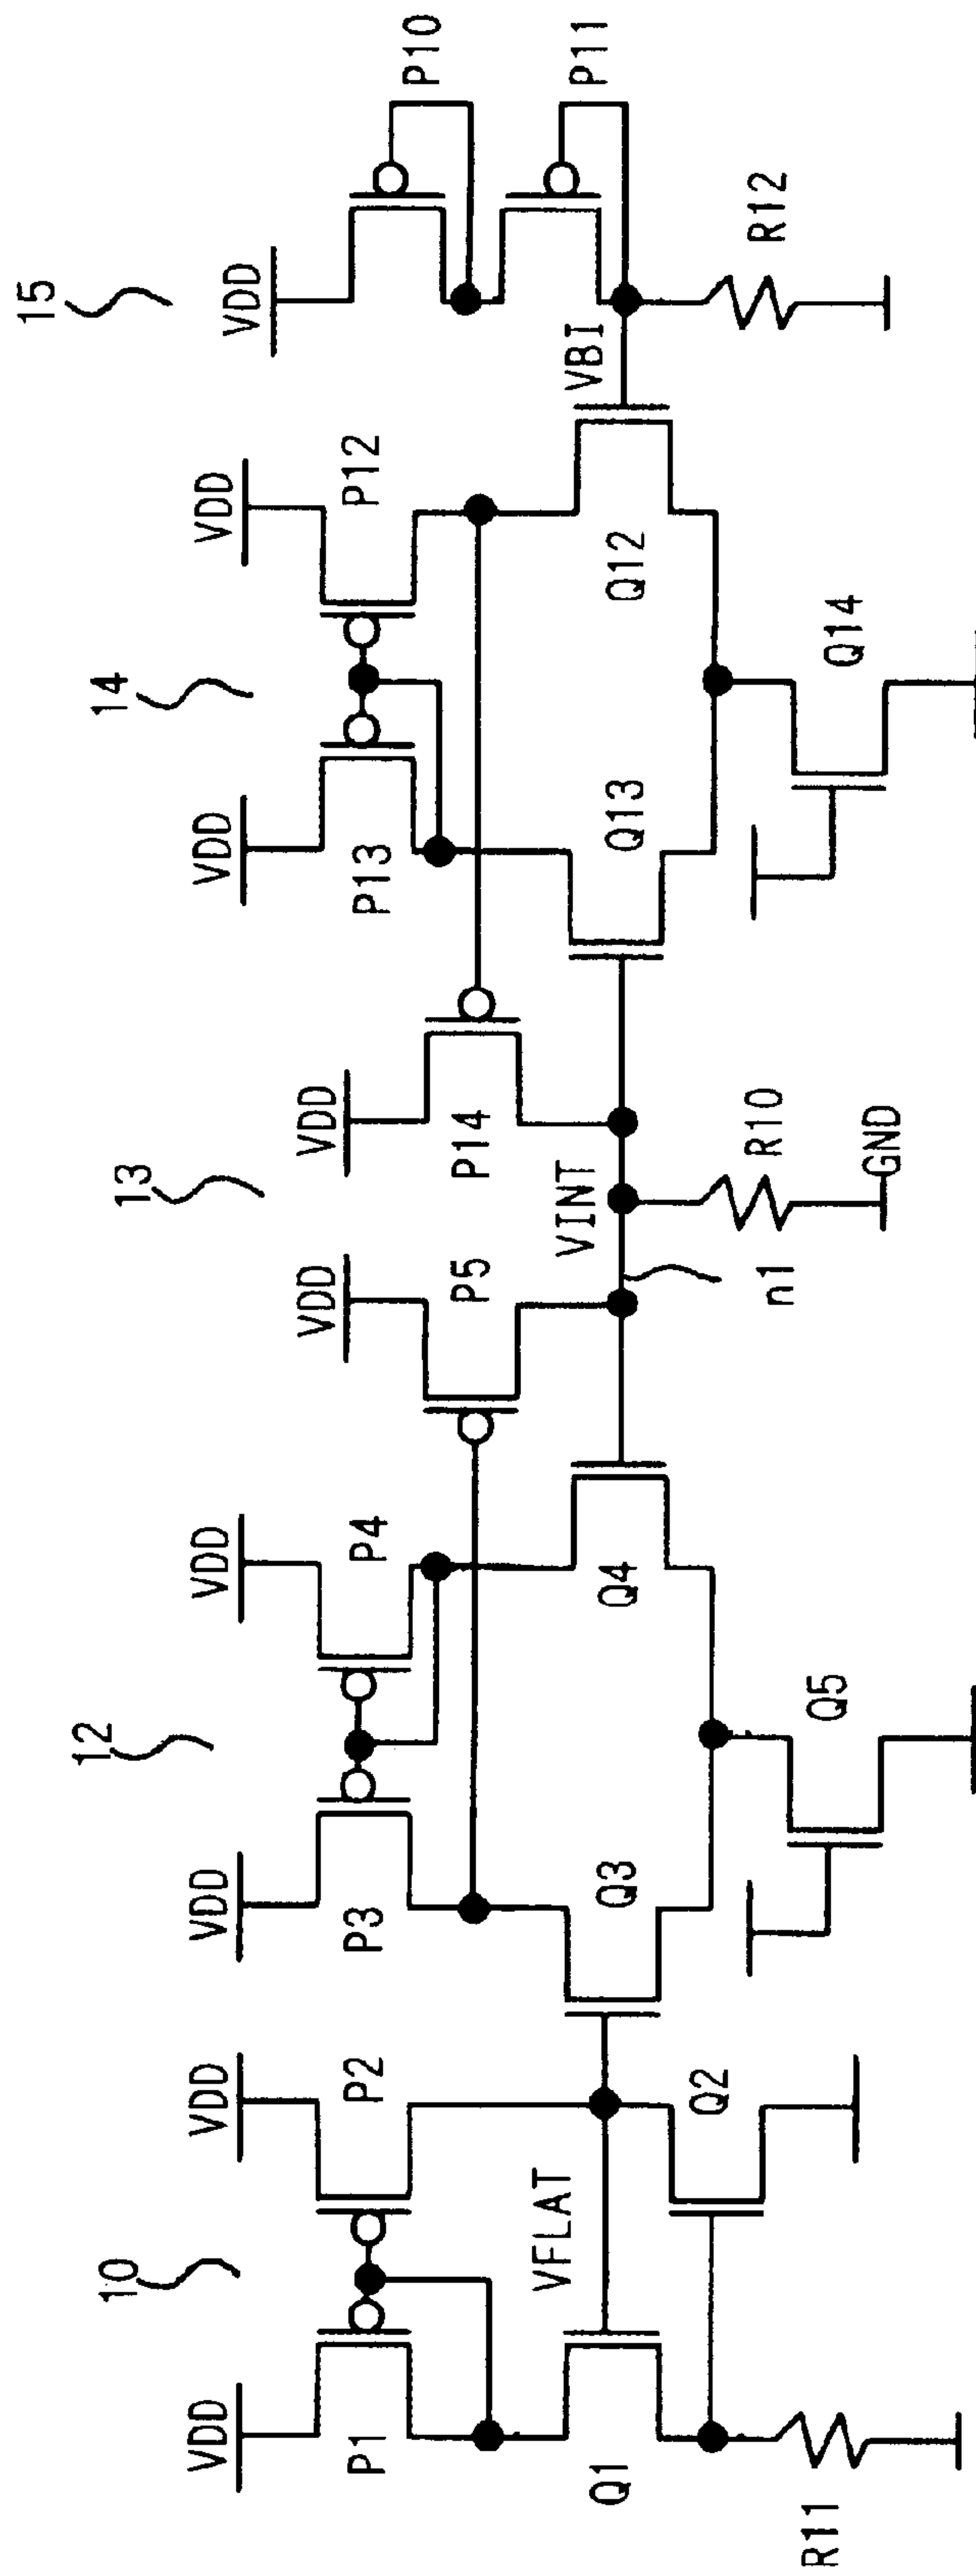 10
12
13
14
15
VDD
VDD
VDD
VDD
VDD
VDD
VDD
VDD
VDD
P1
P2
P3
P4
P5
P14
P13
P12
P10
P11
VFLAT
VINT
VBI
Q1
Q2
Q3
Q4
Q13
Q12
n1
R10
R12
Q5
GND
Q14
R11